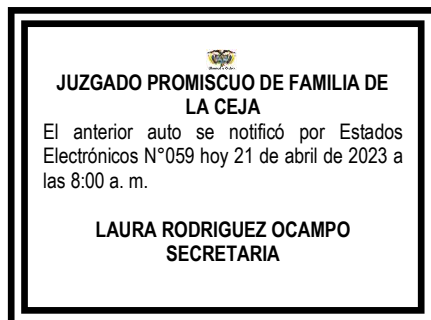 JUZGADO PROMISCUO DE FAMILIA DE
LA CEJA
El anterior auto se notificó por Estados
Electrónicos N°059 hoy 21 de abril de 2023 a
las 8:00 a. m.
LAURA RODRIGUEZ OCAMPO
SECRETARIA